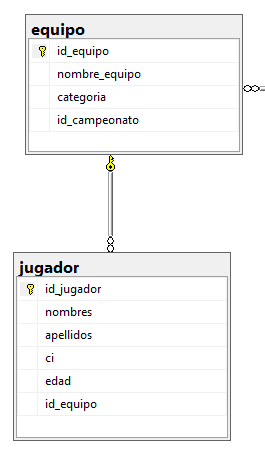 equipo
id_equipo
nombre_equipo
categoria
id_campeonato
jugador
id_jugador
nombres
apellidos
ci
edad
id_equipo